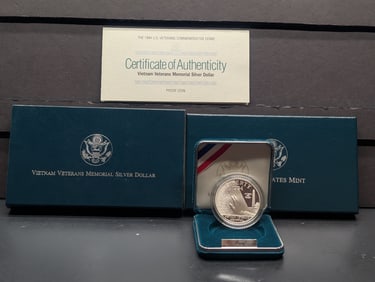 THE 1994 U.S. VETERANS COMMEMORATIVE COINS
Certificate of Authenticity
Vietnam Veterans Memorial Silver Dollar
PROOF COIN
VIETNAM VETERANS MEMORIAL SILVER DOLLAR
TES MINT